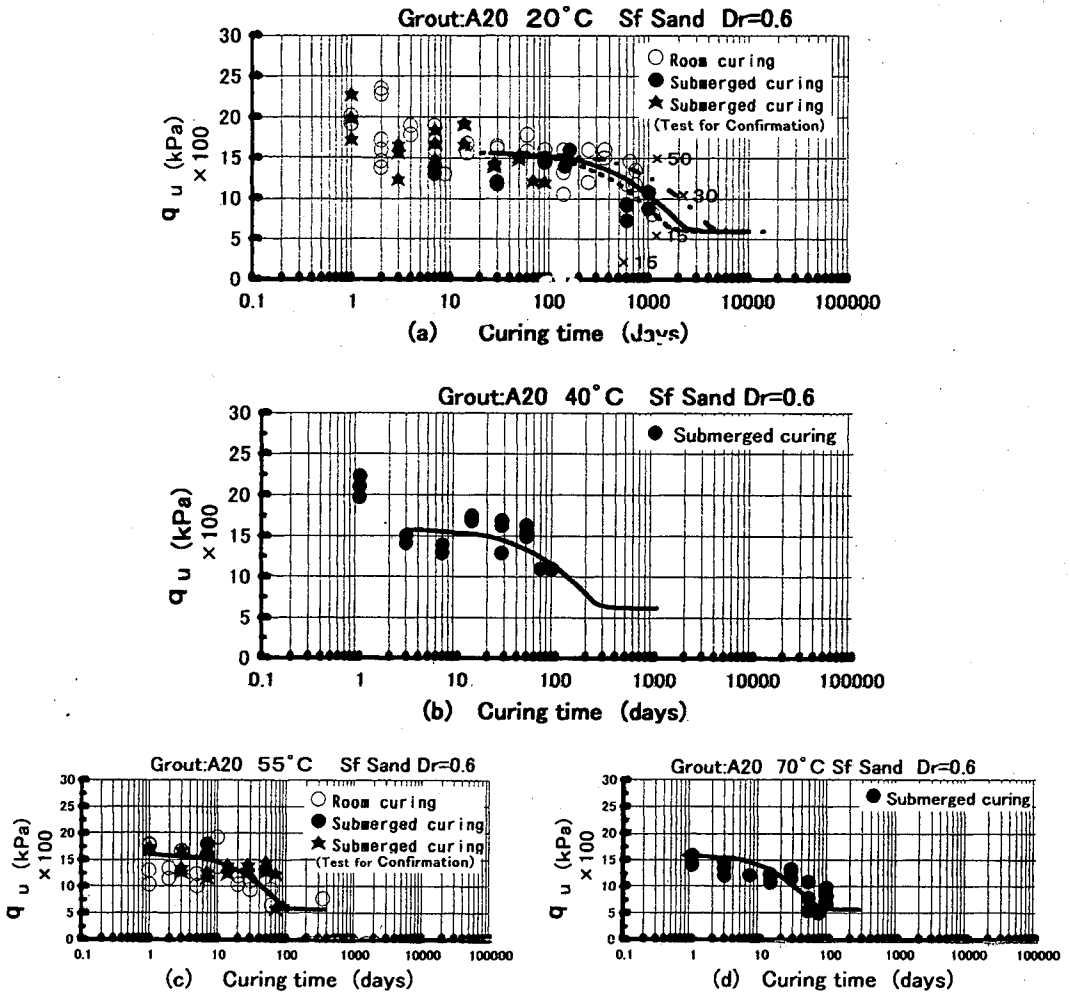 Grout:A20 20°C Sf Sand Dr=0.6
30
25
20
15
10
5
0
q u (kPa)
×100
○ Room curing
● Submerged curing
★ Submerged curing
(Test for Confirmation)
×50
×30
×15
×15
0.1 1 10 100 1000 10000 100000
(a) Curing time (days)
Grout:A20 40°C Sf Sand Dr=0.6
30
25
20
15
10
5
0
q u (kPa)
×100
● Submerged curing
0.1 1 10 100 1000 10000 100000
(b) Curing time (days)
Grout:A20 55°C Sf Sand Dr=0.6
30
25
20
15
10
5
0
q u (kPa)
×100
○ Room curing
● Submerged curing
★ Submerged curing
(Test for Confirmation)
0.1 1 10 100 1000 10000 100000
(c) Curing time (days)
Grout:A20 70°C Sf Sand Dr=0.6
30
25
20
15
10
5
0
q u (kPa)
×100
● Submerged curing
0.1 1 10 100 1000 10000 100000
(d) Curing time (days)